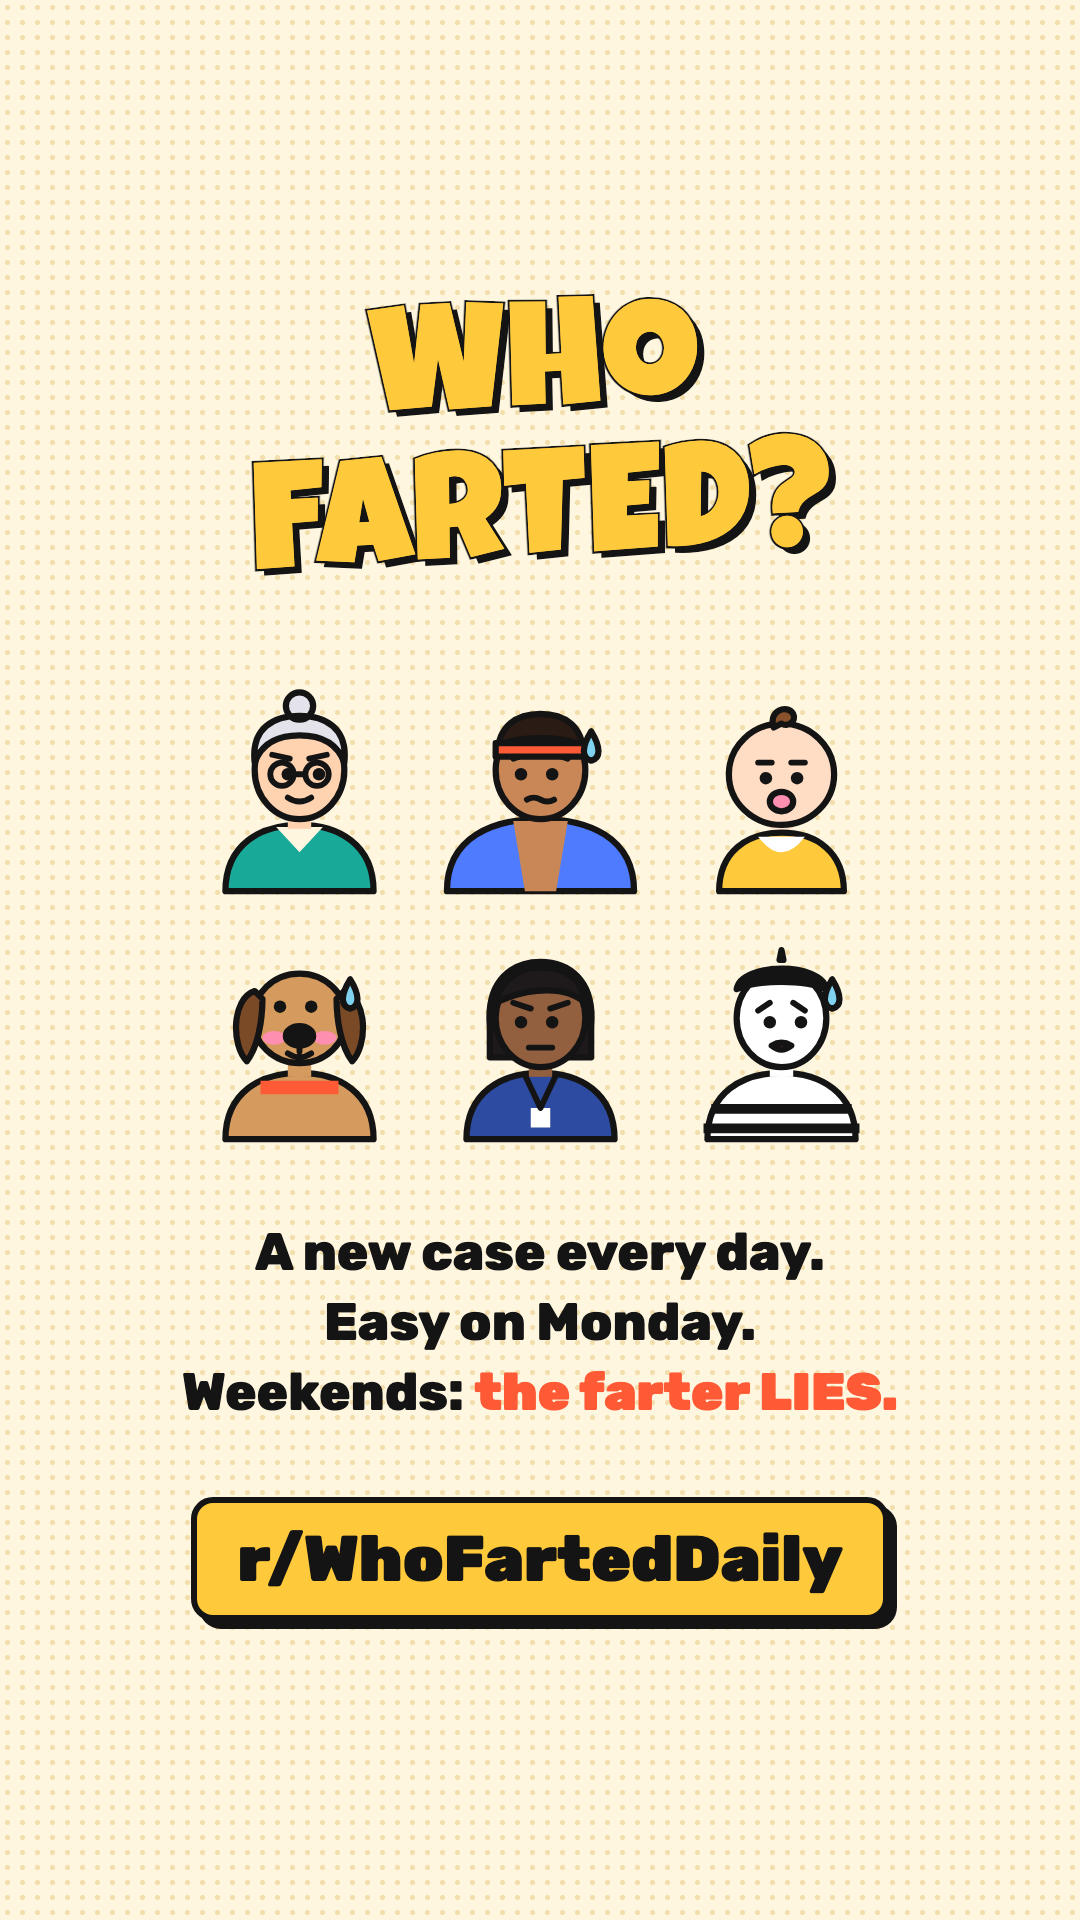 WHO
FARTED?
A new case every day.
Easy on Monday.
Weekends: the farter LIES.
r/WhoFartedDaily